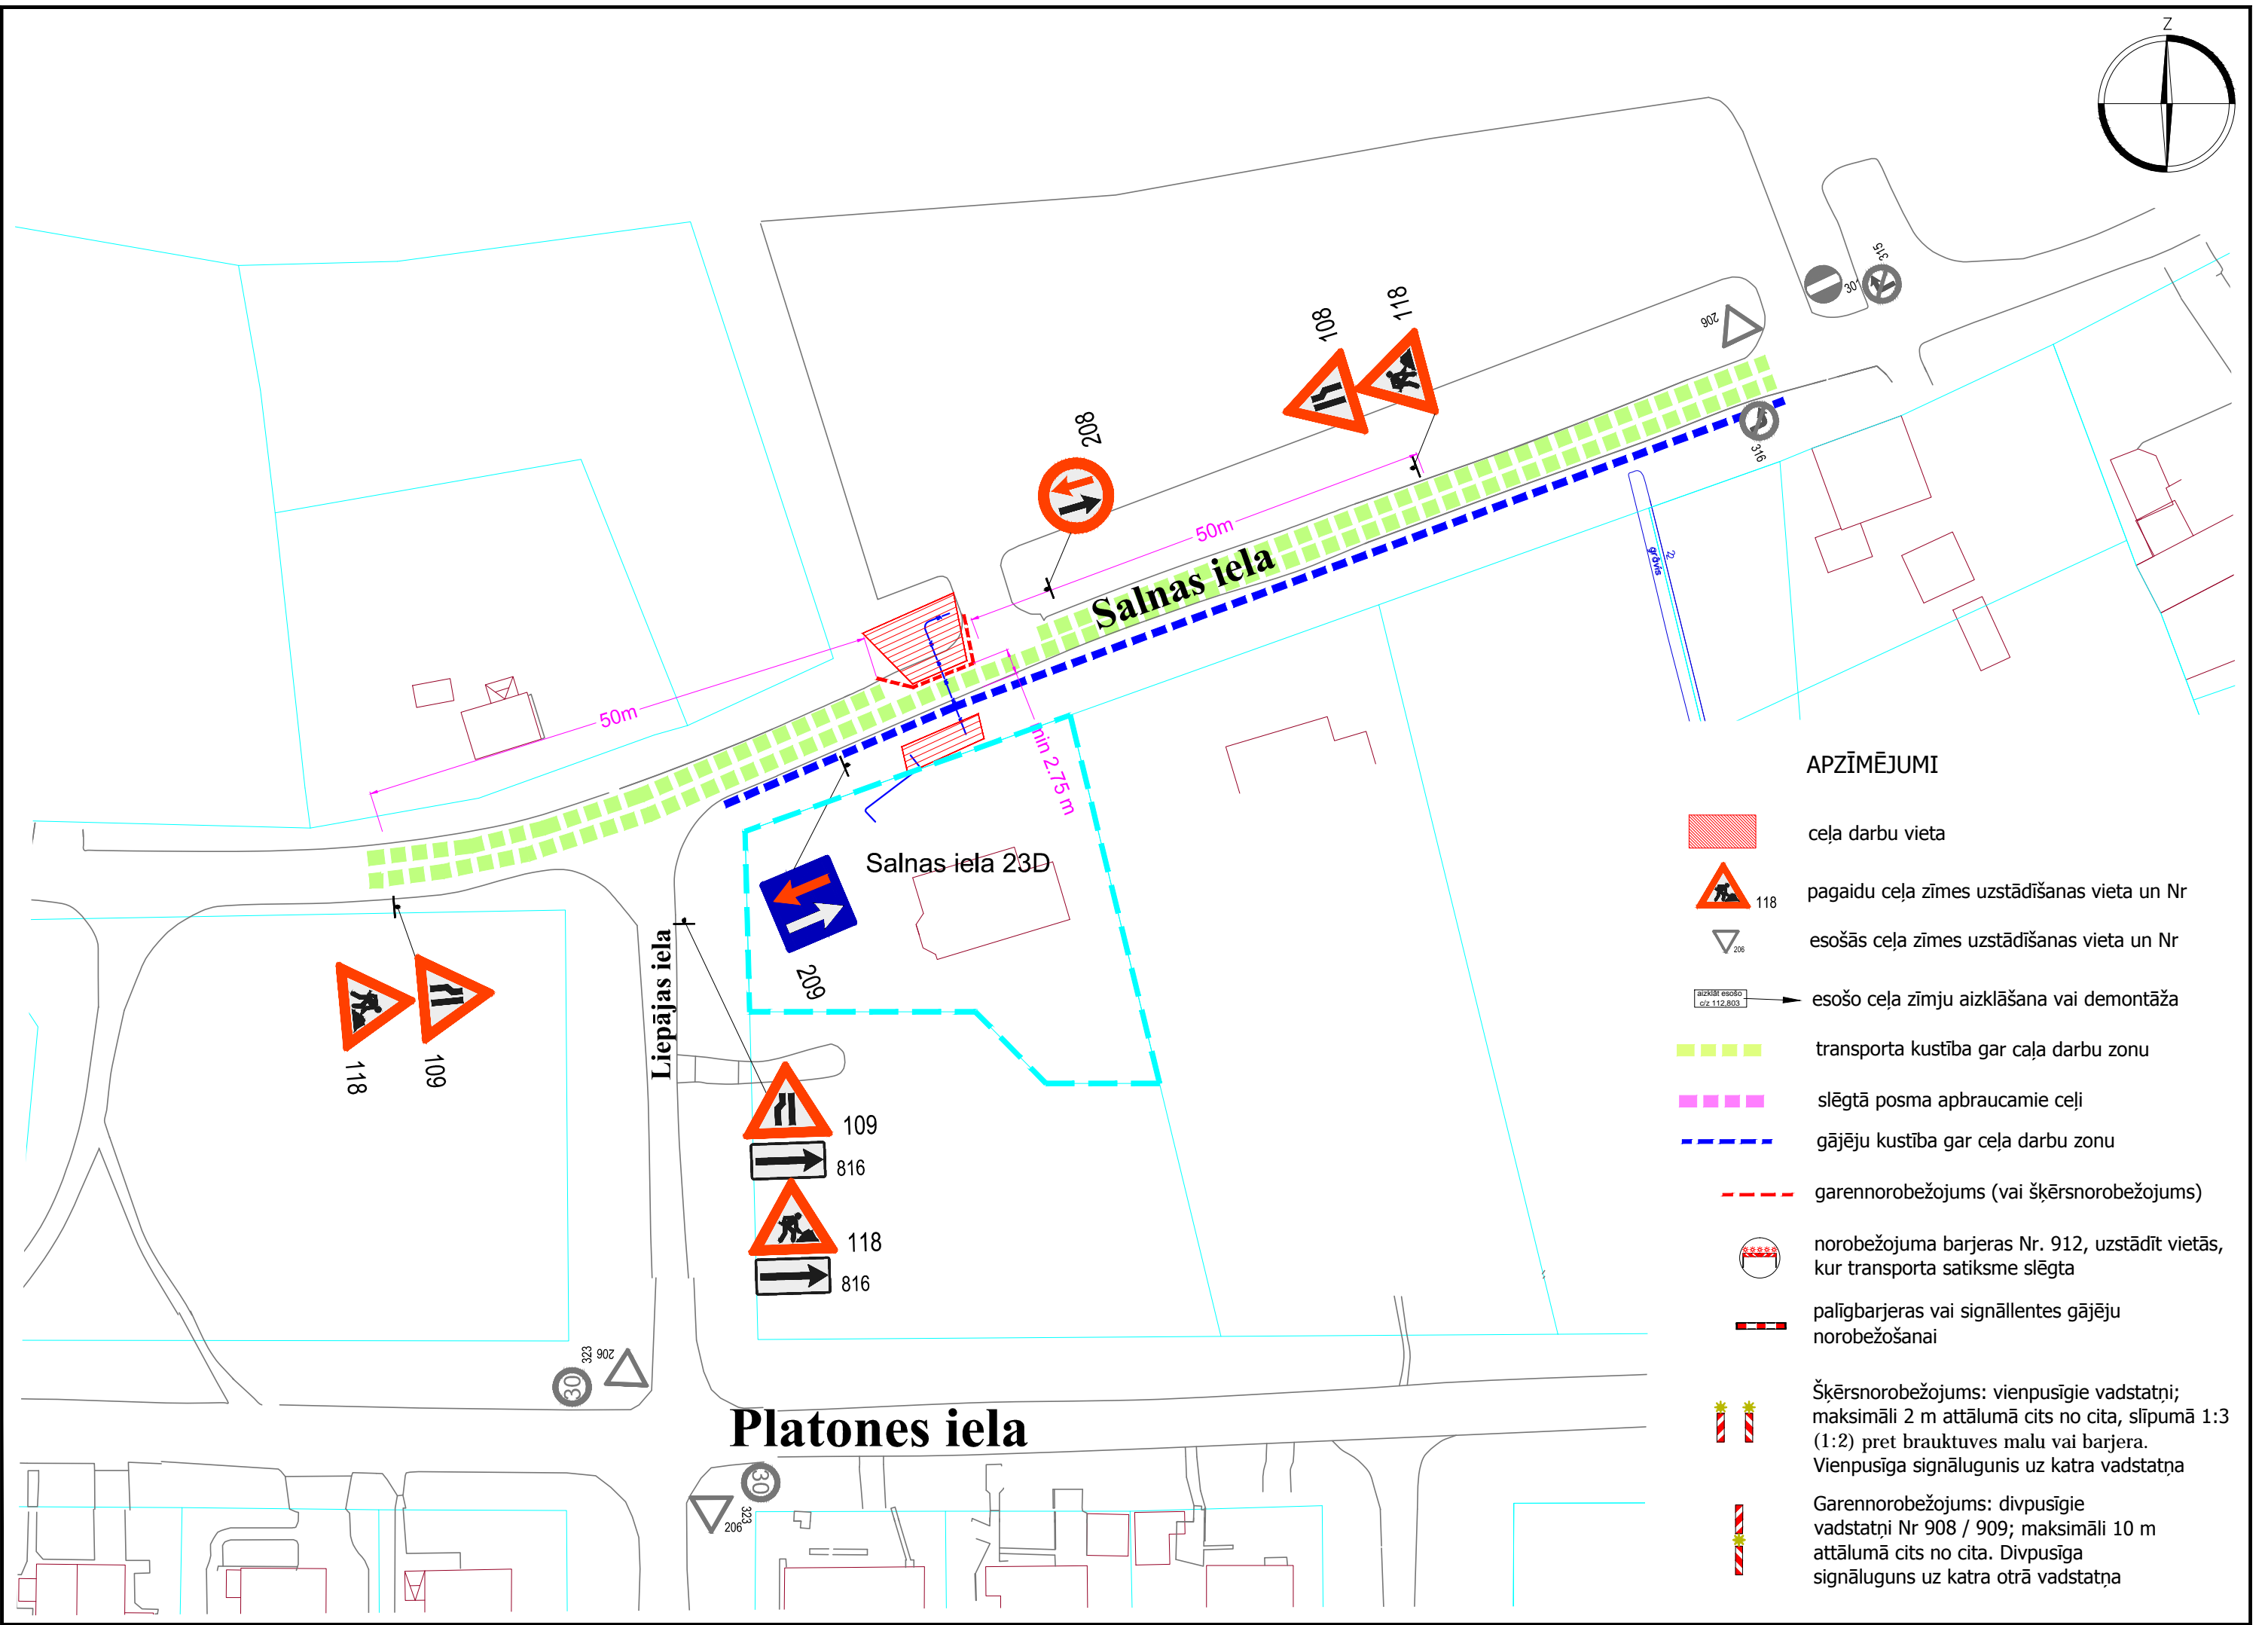 Z
315
301
206
118
108
208
316
50m
Salnas iela
72
grāvis
50m
min 2.75 m
Salnas iela 23D
209
Liepājas iela
118
109
109
816
118
816
323
206
30
Platones iela
30
323
206
APZĪMĒJUMI
ceļa darbu vieta
118
pagaidu ceļa zīmes uzstādīšanas vieta un Nr
206
esošās ceļa zīmes uzstādīšanas vieta un Nr
aizklāt esošo
c/z 112,803
esošo ceļa zīmju aizklāšana vai demontāža
transporta kustība gar caļa darbu zonu
slēgtā posma apbraucamie ceļi
gājēju kustība gar ceļa darbu zonu
garennorobežojums (vai šķērsnorobežojums)
norobežojuma barjeras Nr. 912, uzstādīt vietās,
kur transporta satiksme slēgta
palīgbarjeras vai signāllentes gājēju
norobežošanai
Šķērsnorobežojums: vienpusīgie vadstatņi;
maksimāli 2 m attālumā cits no cita, slīpumā 1:3
(1:2) pret brauktuves malu vai barjera.
Vienpusīga signālugunis uz katra vadstatņa
Garennorobežojums: divpusīgie
vadstatņi Nr 908 / 909; maksimāli 10 m
attālumā cits no cita. Divpusīga
signāluguns uz katra otrā vadstatņa